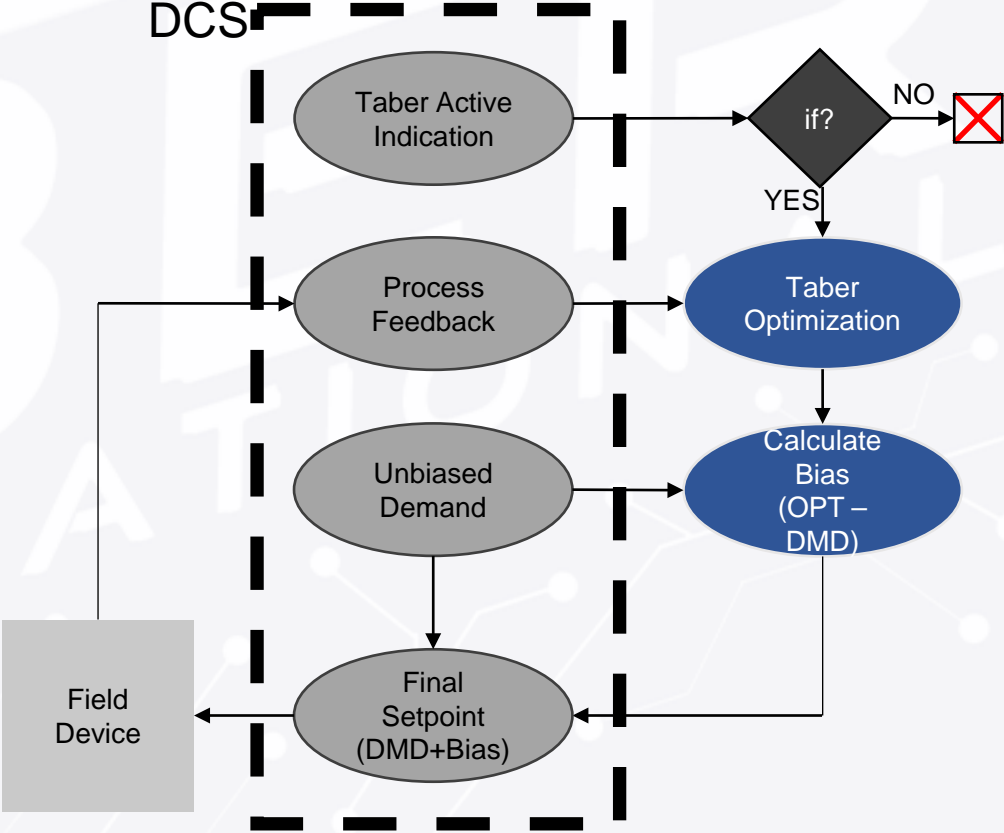 DCS
Taber Active
Indication
if?
NO
YES
Process
Feedback
Taber
Optimization
Unbiased
Demand
Calculate
Bias
(OPT –
DMD)
Field
Device
Final
Setpoint
(DMD+Bias)